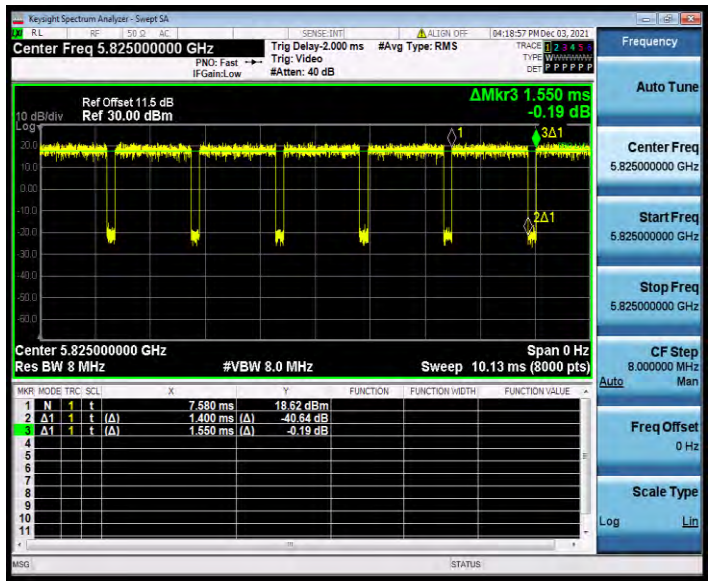 Keysight Spectrum Analyzer - Swept SA
RL RF 50 Ω AC SENSE:INT ALIGN OFF 04:18:57 PM Dec 03, 2021
Center Freq 5.825000000 GHz
PNO: Fast
IFGain:Low
Trig Delay-2.000 ms
Trig: Video
#Atten: 40 dB
#Avg Type: RMS
TRACE 1 2 3 4 5 6
TYPE W
DET P P P P P P
Ref Offset 11.5 dB
10 dB/div Ref 30.00 dBm
Log
ΔMkr3 1.550 ms
-0.19 dB
20.0
10.0
0.00
-10.0
-20.0
-30.0
-40.0
-50.0
-60.0
1
3Δ1
2Δ1
Center 5.825000000 GHz Span 0 Hz
Res BW 8 MHz #VBW 8.0 MHz Sweep 10.13 ms (8000 pts)
MKR MODE TRC SCL X Y FUNCTION FUNCTION WIDTH FUNCTION VALUE
1 N 1 t 7.580 ms 18.62 dBm
2 Δ1 1 t (Δ) 1.400 ms (Δ) -40.64 dB
3 Δ1 1 t (Δ) 1.550 ms (Δ) -0.19 dB
4
5
6
7
8
9
10
11
MSG STATUS
Frequency
Auto Tune
Center Freq
5.825000000 GHz
Start Freq
5.825000000 GHz
Stop Freq
5.825000000 GHz
CF Step
8.000000 MHz
Auto Man
Freq Offset
0 Hz
Scale Type
Log Lin